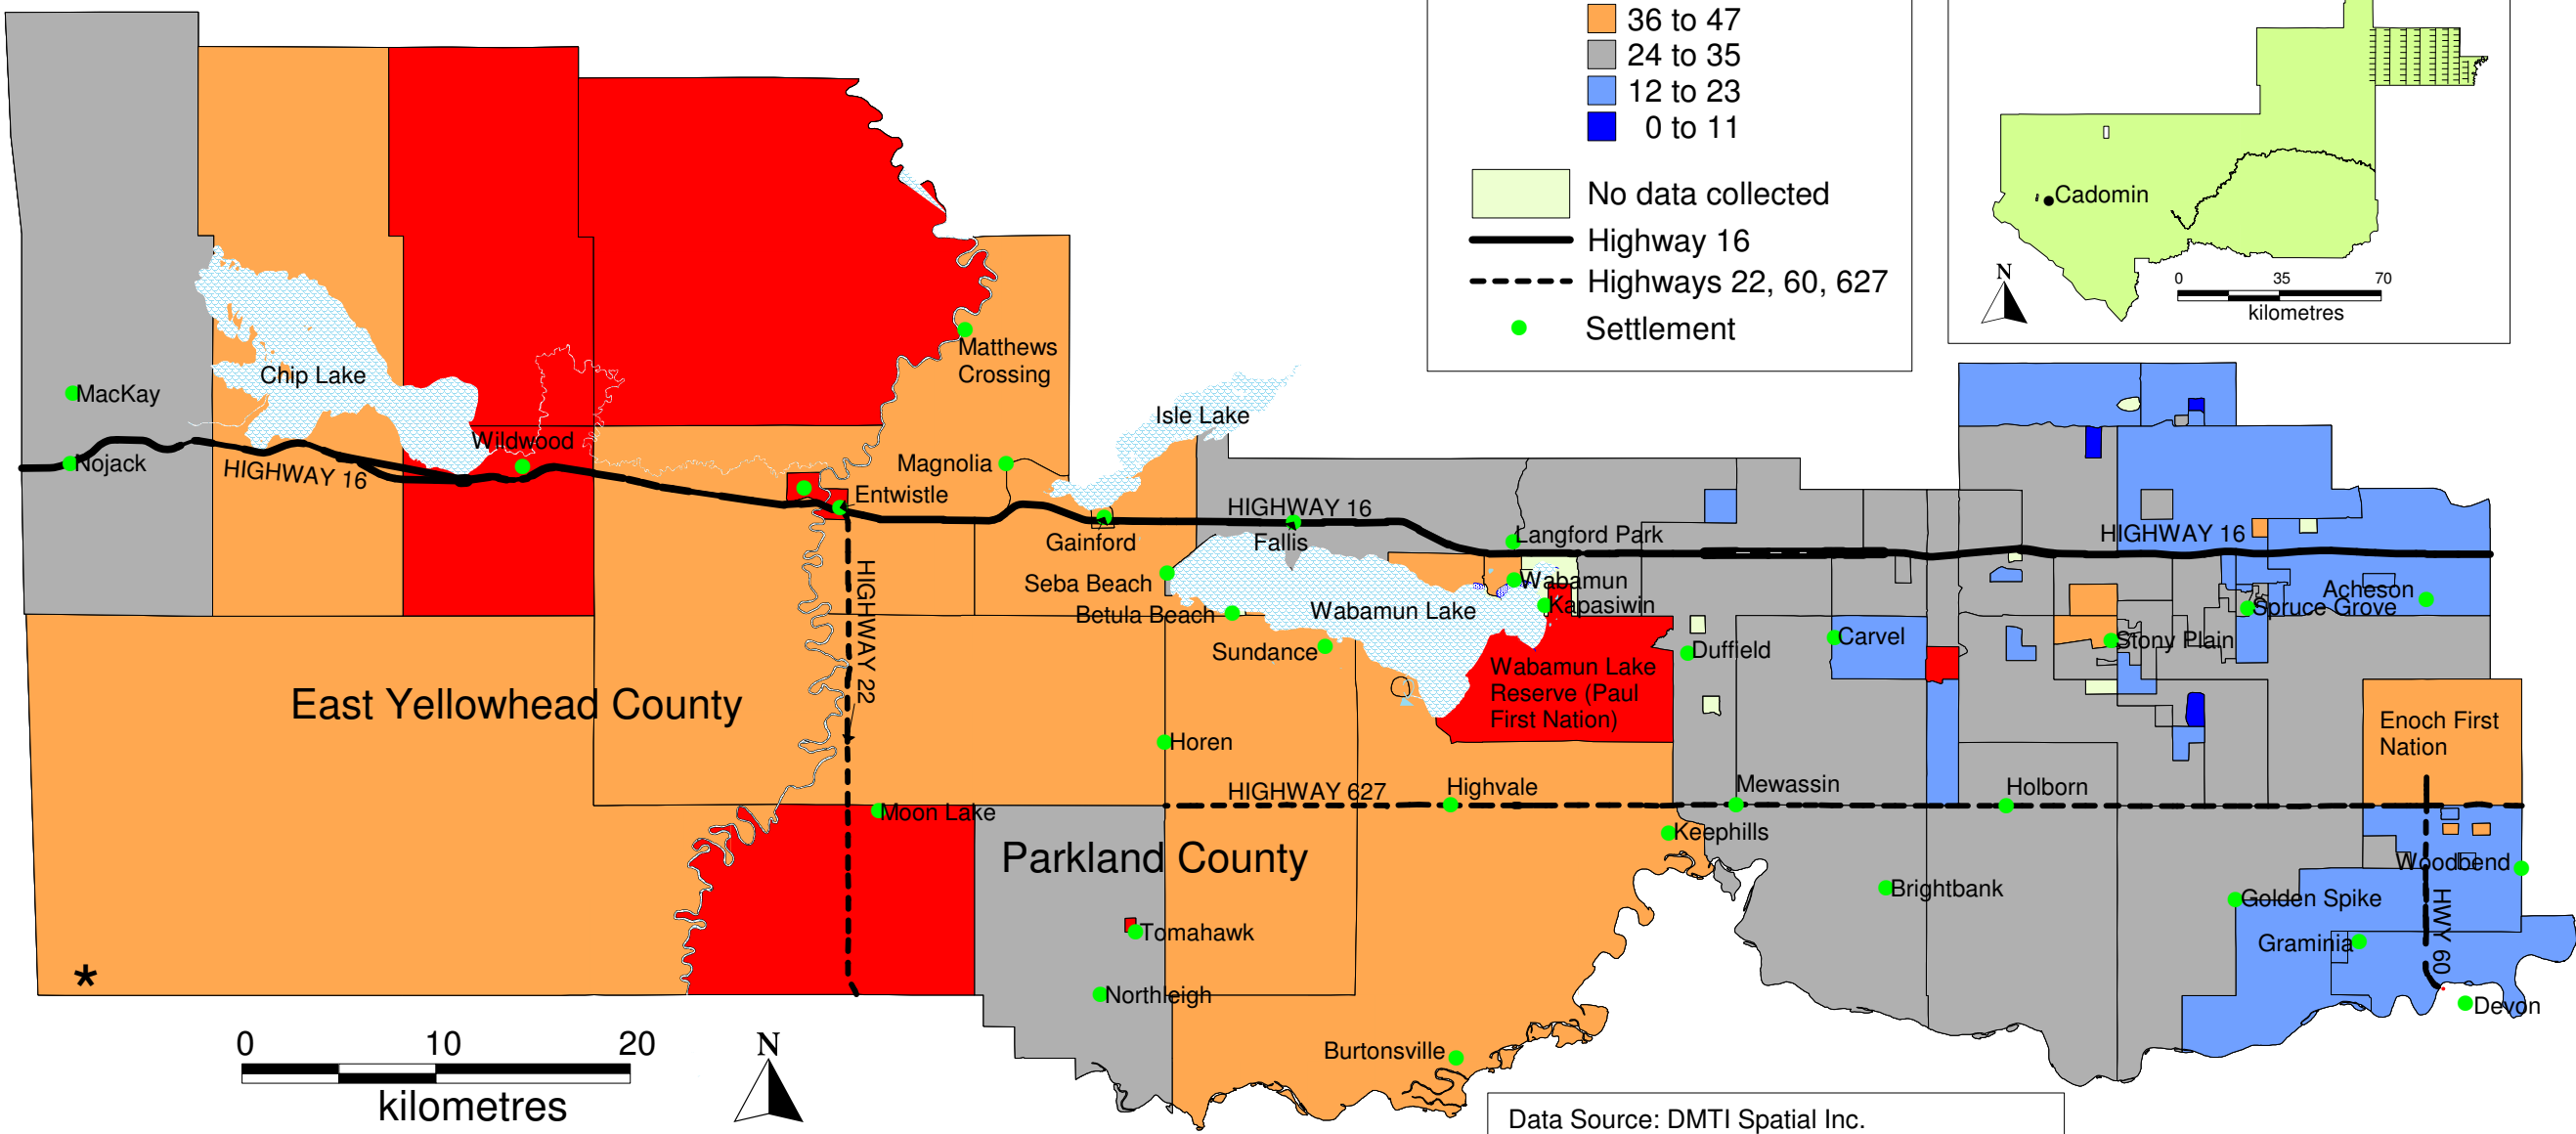 36 to 47
24 to 35
12 to 23
0 to 11
No data collected
Highway 16
Highways 22, 60, 627
Settlement
Cadomin
N
0 35 70
kilometres
Matthews
Crossing
Chip Lake
MacKay
Isle Lake
Wildwood
Nojack
HIGHWAY 16
Magnolia
Entwistle
HIGHWAY 16
Gainford
Fallis
Langford Park
HIGHWAY 16
Seba Beach
Wabamun
Betula Beach
Wabamun Lake
Kapasiwin
Acheson
Spruce Grove
Sundance
Duffield
Carvel
Stony Plain
HIGHWAY 22
Wabamun Lake
Reserve (Paul
First Nation)
East Yellowhead County
Enoch First
Nation
Horen
HIGHWAY 627
Highvale
Mewassin
Holborn
Moon Lake
Keephills
Parkland County
Woodbend
Brightbank
Golden Spike
HWY 60
Tomahawk
Graminia
*
Northleigh
Devon
0 10 20
kilometres
N
Burtonsville
Data Source: DMTI Spatial Inc.